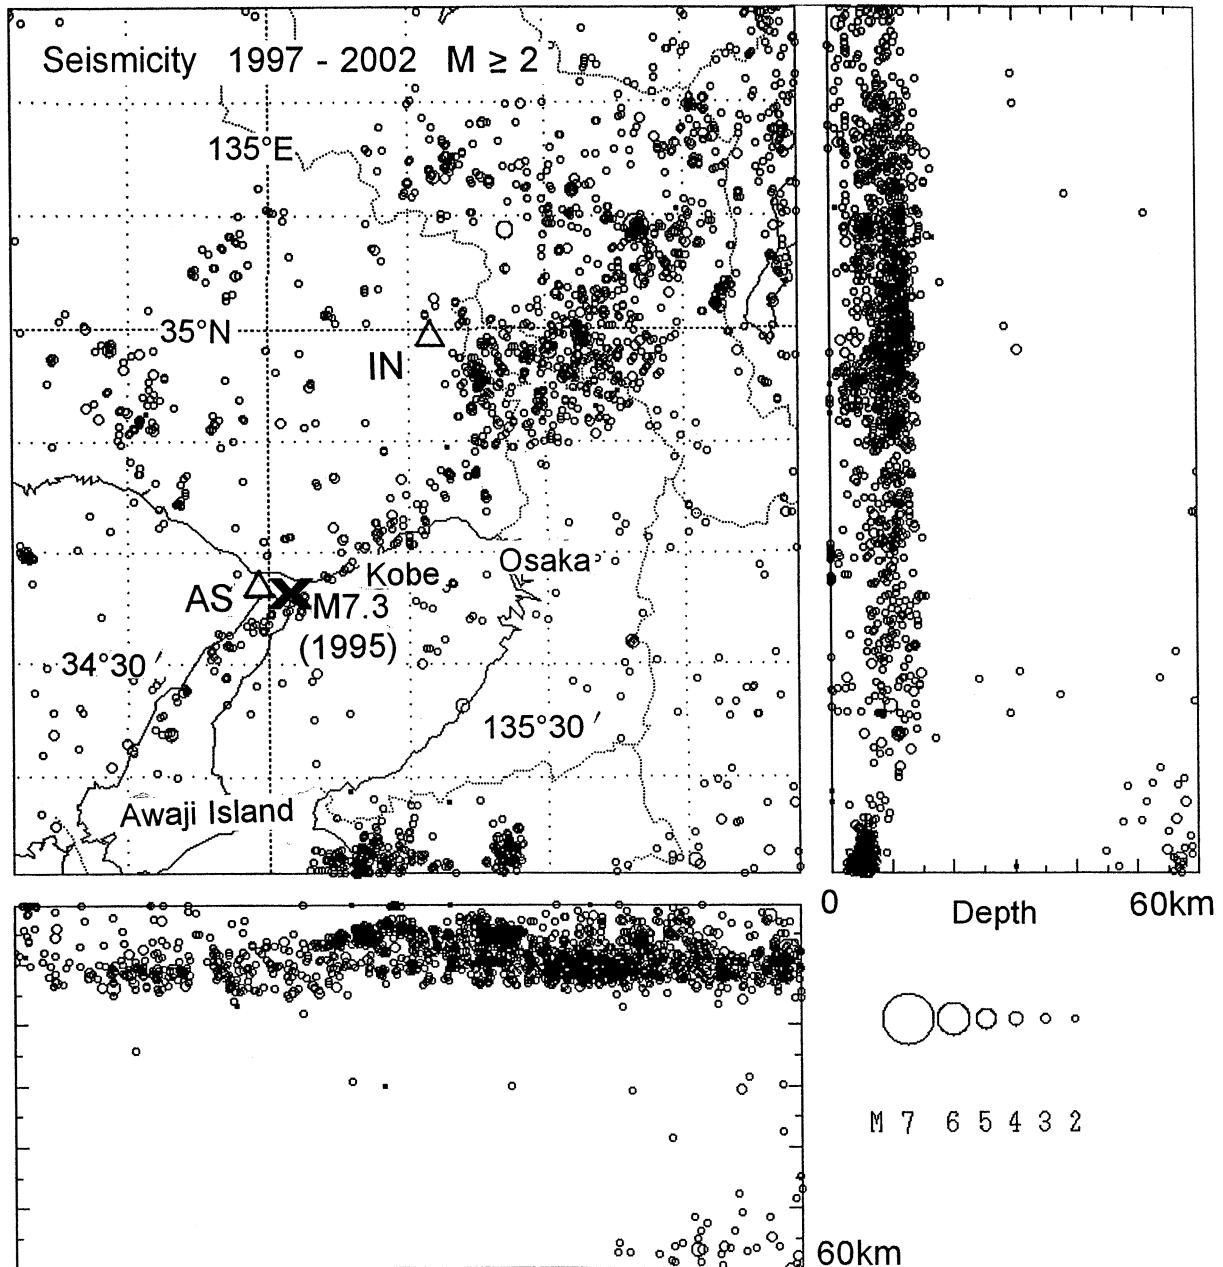 Seismicity 1997 - 2002 M ≥ 2
135°E
35°N
IN
Osaka
Kobe
AS
M7.3
(1995)
34°30′
135°30′
Awaji Island
0 Depth 60km
M 7 6 5 4 3 2
60km